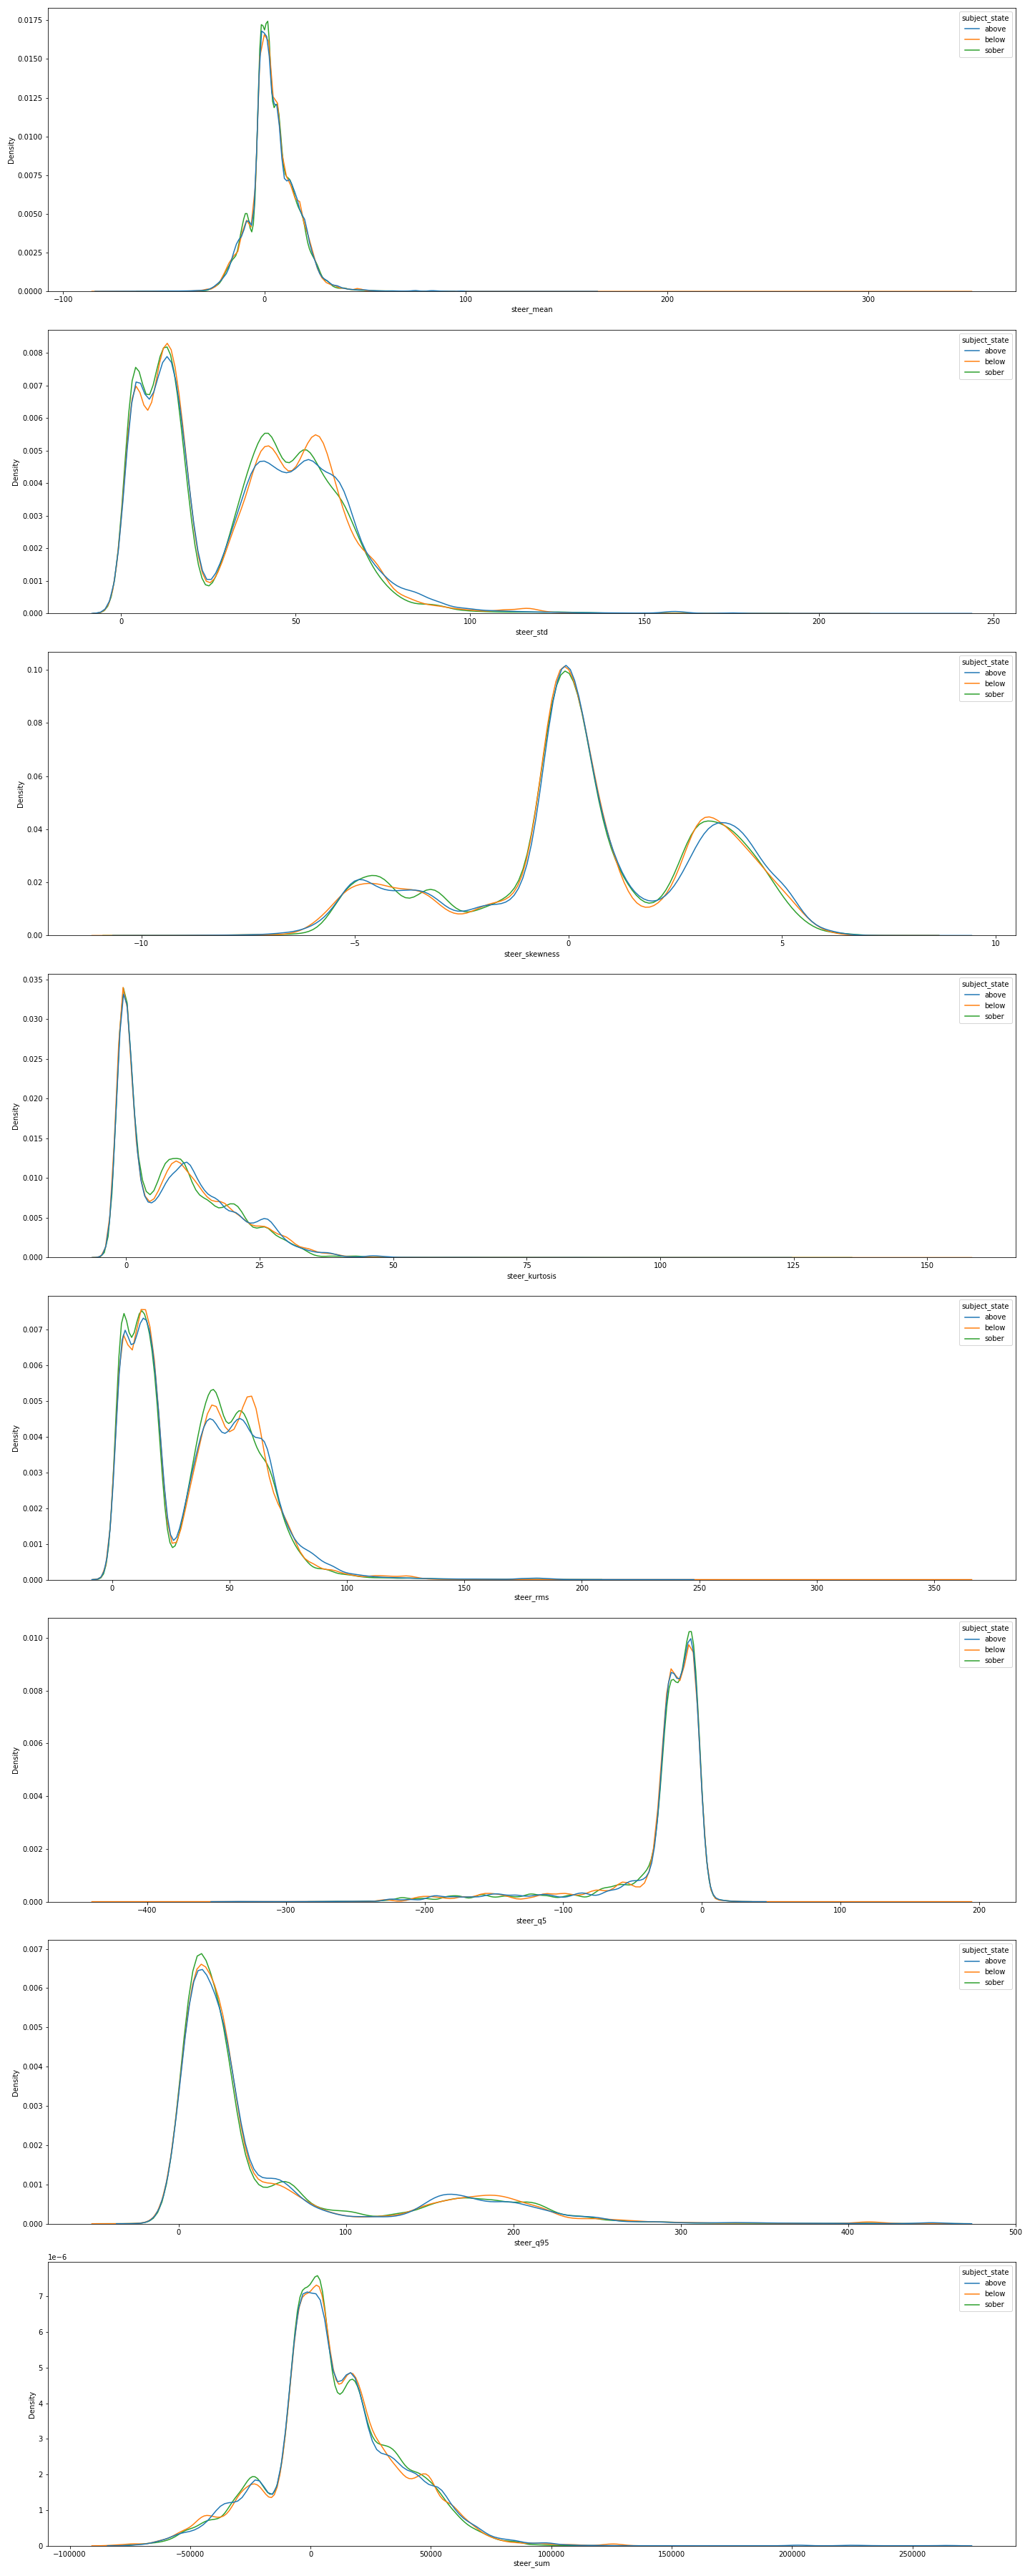 subject_state
above
below
sober
0.0175
0.0150
0.0125
0.0100
0.0075
0.0050
0.0025
0.0000
Density
−100 0 100 200 300
steer_mean
subject_state
above
below
sober
0.008
0.007
0.006
0.005
0.004
0.003
0.002
0.001
0.000
Density
0 50 100 150 200 250
steer_std
subject_state
above
below
sober
0.10
0.08
0.06
0.04
0.02
0.00
Density
−10 −5 0 5 10
steer_skewness
subject_state
above
below
sober
0.035
0.030
0.025
0.020
0.015
0.010
0.005
0.000
Density
0 25 50 75 100 125 150
steer_kurtosis
subject_state
above
below
sober
0.007
0.006
0.005
0.004
0.003
0.002
0.001
0.000
Density
0 50 100 150 200 250 300 350
steer_rms
subject_state
above
below
sober
0.010
0.008
0.006
0.004
0.002
0.000
Density
−400 −300 −200 −100 0 100 200
steer_q5
subject_state
above
below
sober
0.007
0.006
0.005
0.004
0.003
0.002
0.001
0.000
Density
0 100 200 300 400 500
steer_q95
1e−6
subject_state
above
below
sober
7
6
5
4
3
2
1
0
Density
−100000 −50000 0 50000 100000 150000 200000 250000
steer_sum